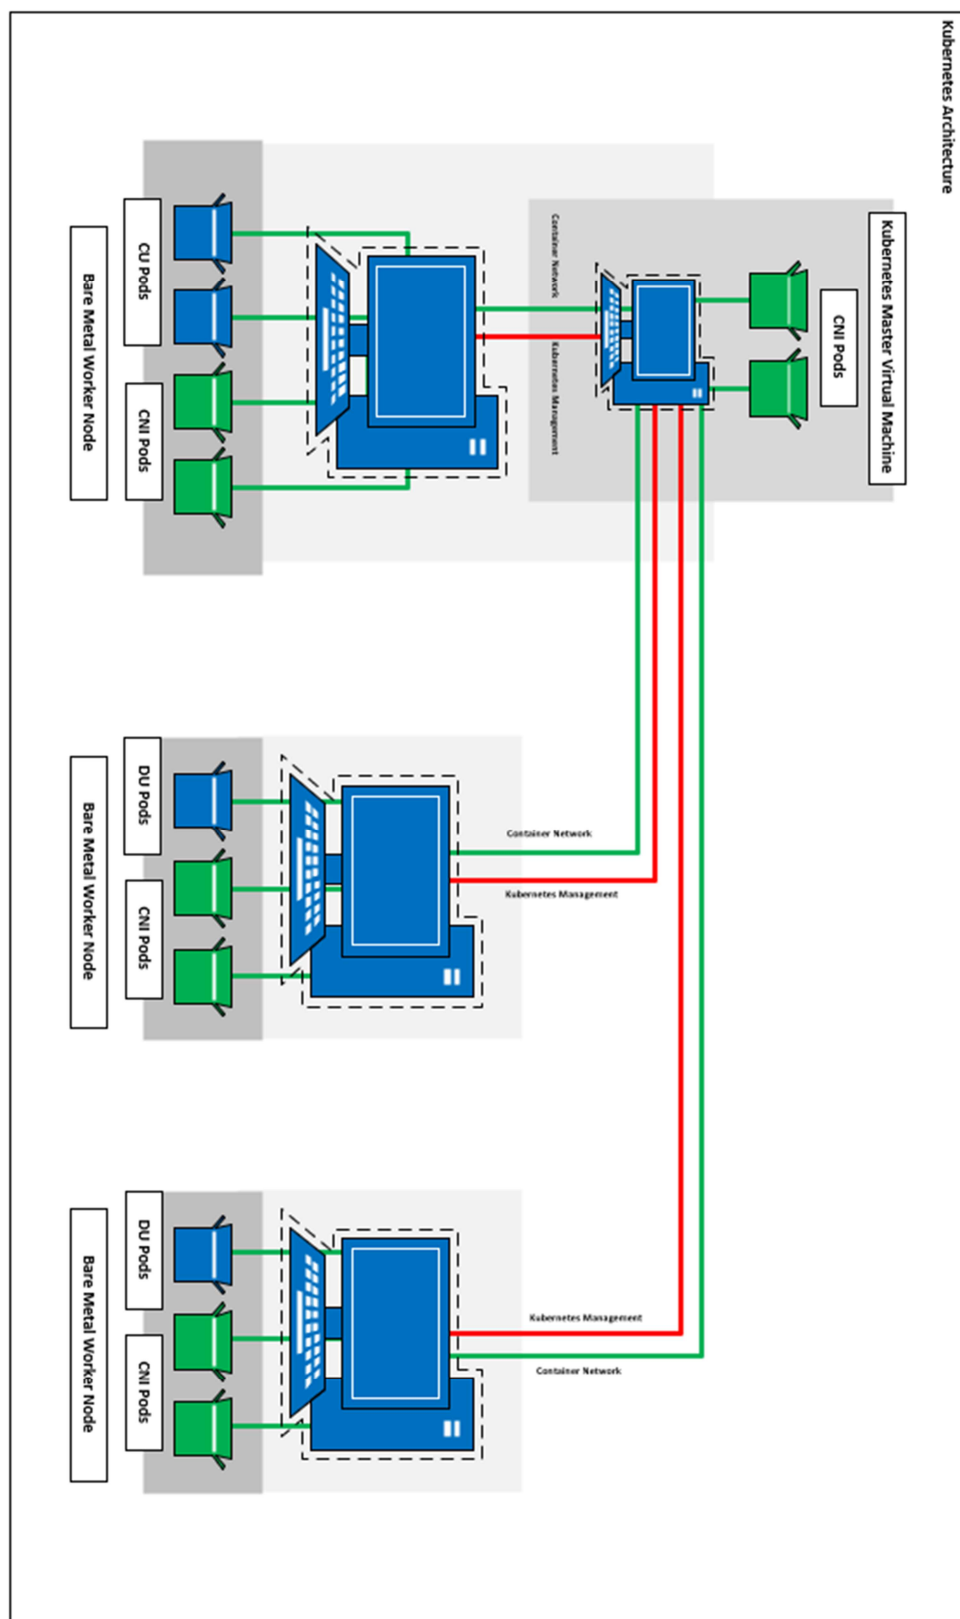 Kubernetes Architecture
Kubernetes Master Virtual Machine
CNI Pods
Container Network
Kubernetes Management
Container Network
Kubernetes Management
Kubernetes Management
Container Network
CU Pods
CNI Pods
Bare Metal Worker Node
DU Pods
CNI Pods
Bare Metal Worker Node
DU Pods
CNI Pods
Bare Metal Worker Node